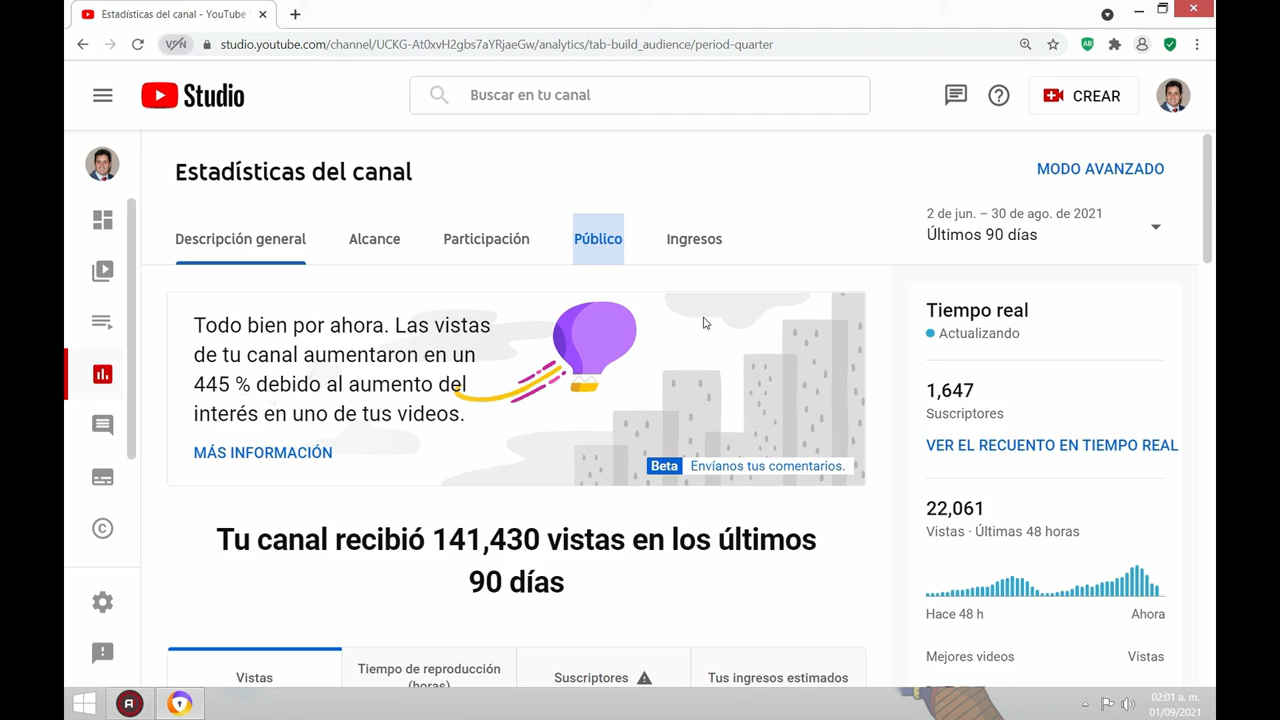 Estadísticas del canal - YouTube
VPN
studio.youtube.com/channel/UCKG-At0xvH2gbs7aYRjaeGw/analytics/tab-build_audience/period-quarter
AB
Studio
Buscar en tu canal
CREAR
Estadísticas del canal
MODO AVANZADO
2 de jun. – 30 de ago. de 2021
Últimos 90 días
Descripción general
Alcance
Participación
Público
Ingresos
Todo bien por ahora. Las vistas
de tu canal aumentaron en un
445 % debido al aumento del
interés en uno de tus videos.
MÁS INFORMACIÓN
Beta Envíanos tus comentarios.
Tiempo real
Actualizando
1,647
Suscriptores
VER EL RECUENTO EN TIEMPO REAL
22,061
Vistas · Últimas 48 horas
Hace 48 h
Ahora
Mejores videos
Vistas
Tu canal recibió 141,430 vistas en los últimos
90 días
Vistas
Tiempo de reproducción
(horas)
Suscriptores
Tus ingresos estimados
02:01 a. m.
01/09/2021